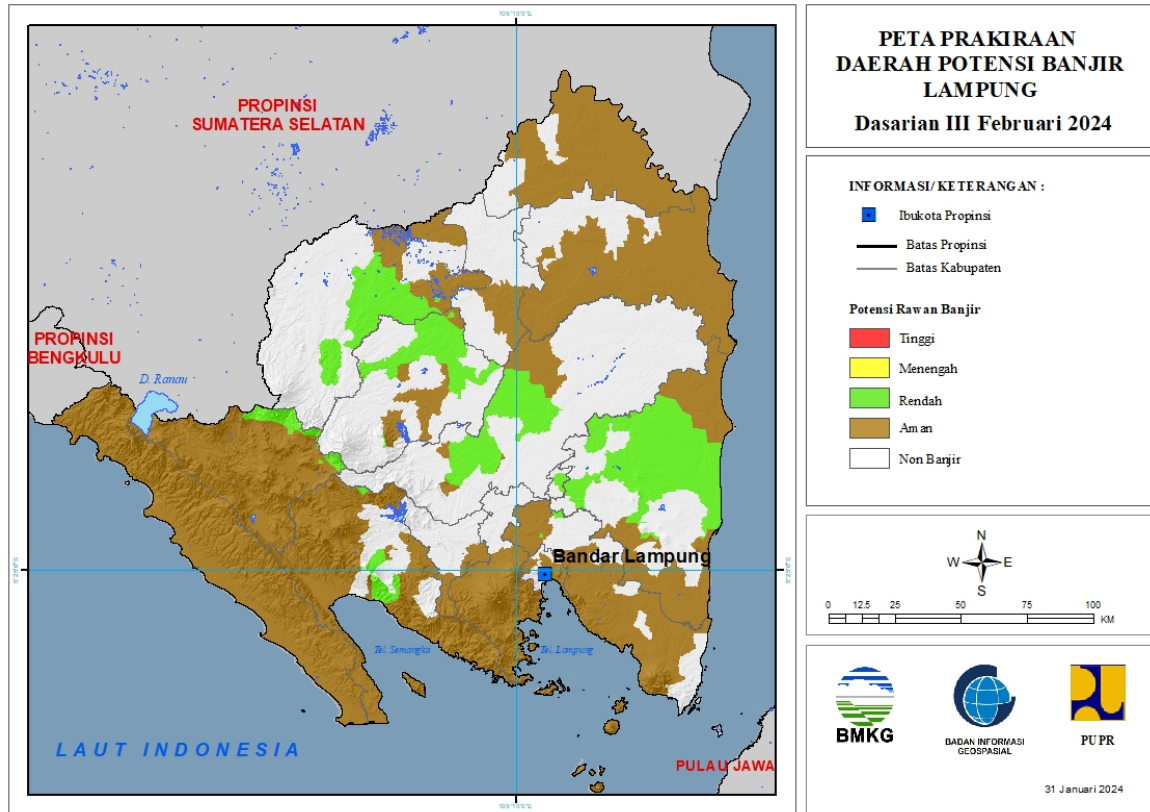 105°10'0"E
PROPINSI
SUMATERA SELATAN
PROPINSI
BENGKULU
D. Ranau
Bandar Lampung
Tel. Semangka
Tel. Lampung
LAUT INDONESIA
PULAU JAWA
PETA PRAKIRAAN
DAERAH POTENSI BANJIR
LAMPUNG
Dasarian III Februari 2024
INFORMASI/ KETERANGAN :
Ibukota Propinsi
Batas Propinsi
Batas Kabupaten
Potensi Rawan Banjir
Tinggi
Menengah
Rendah
Aman
Non Banjir
N
W E
S
0 12.5 25 50 75 100
KM
BMKG
BADAN INFORMASI
GEOSPASIAL
PUPR
31 Januari 2024